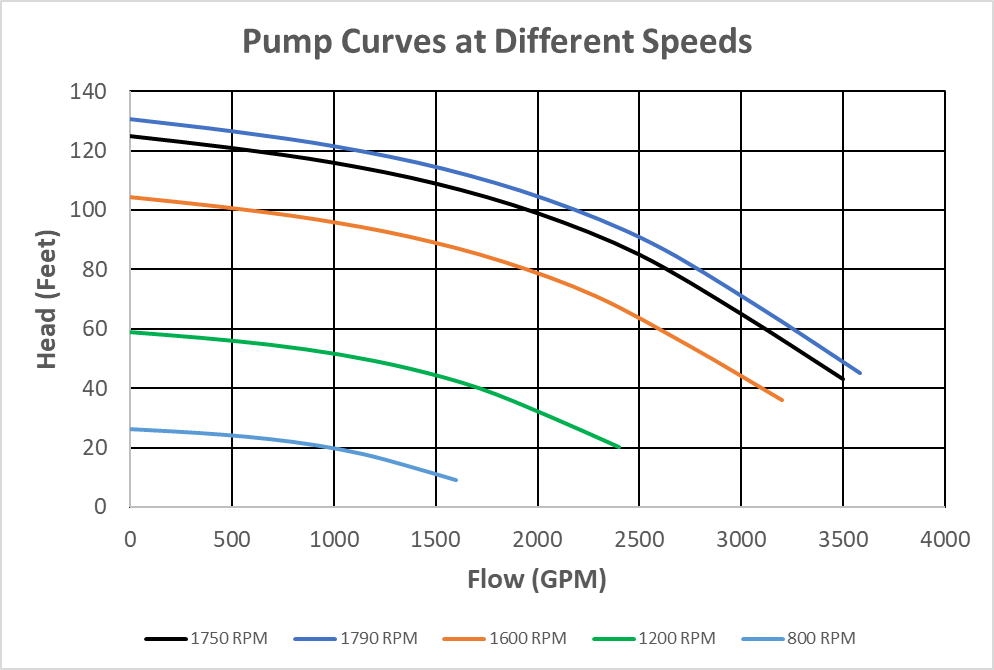 Pump Curves at Different Speeds
140
120
100
80
60
40
20
0
Head (Feet)
0 500 1000 1500 2000 2500 3000 3500 4000
Flow (GPM)
1750 RPM 1790 RPM 1600 RPM 1200 RPM 800 RPM